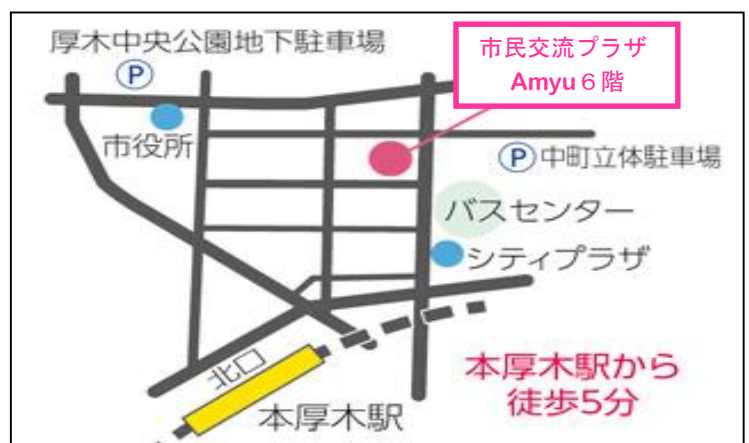 厚木中央公園地下駐車場
P
市民交流プラザ
Amyu６階
市役所
P 中町立体駐車場
バスセンター
シティプラザ
北口
本厚木駅
本厚木駅から
徒歩5分